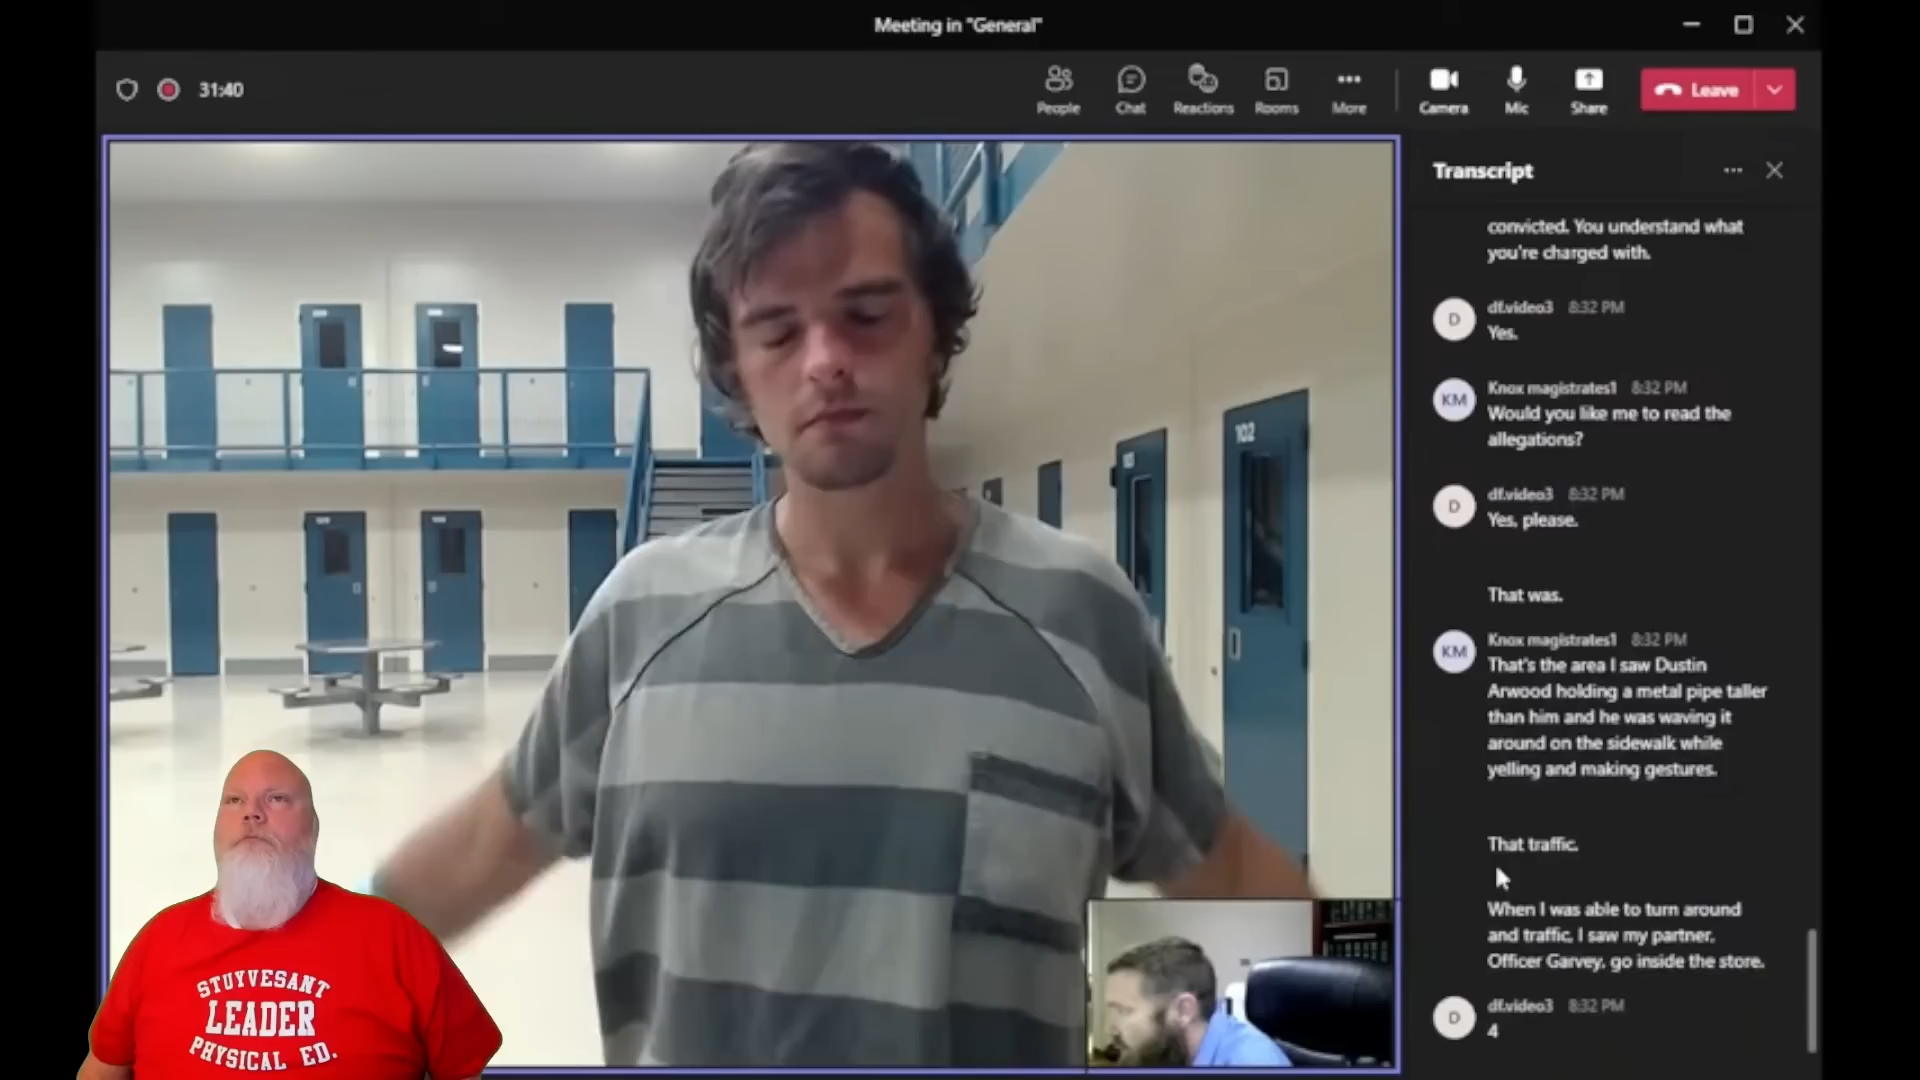 Meeting in "General"
31:40
People
Chat
Reactions
Rooms
More
Camera
Mic
Share
Leave
Transcript
convicted. You understand what
you're charged with.
D
df.video3 8:32 PM
Yes.
KM
Knox magistrates1 8:32 PM
Would you like me to read the
allegations?
D
df.video3 8:32 PM
Yes, please.
That was.
KM
Knox magistrates1 8:32 PM
That's the area I saw Dustin
Arwood holding a metal pipe taller
than him and he was waving it
around on the sidewalk while
yelling and making gestures.
That traffic.
When I was able to turn around
and traffic, I saw my partner,
Officer Garvey, go inside the store.
D
df.video3 8:32 PM
4
102
STUYVESANT
LEADER
PHYSICAL ED.